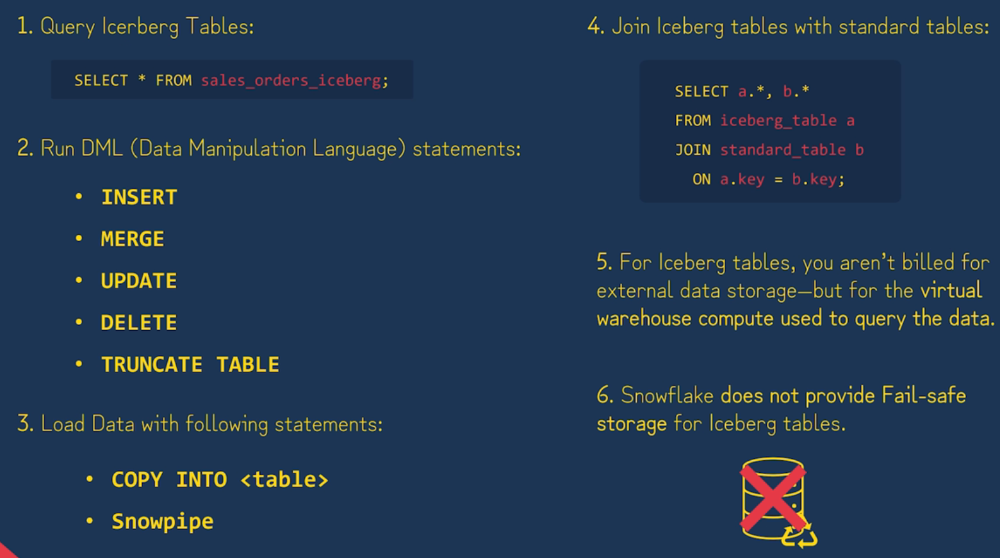 1. Query Icerberg Tables:
SELECT * FROM sales_orders_iceberg;
2. Run DML (Data Manipulation Language) statements:
• INSERT
• MERGE
• UPDATE
• DELETE
• TRUNCATE TABLE
3. Load Data with following statements:
• COPY INTO <table>
• Snowpipe
4. Join Iceberg tables with standard tables:
SELECT a.*, b.*
FROM iceberg_table a
JOIN standard_table b
ON a.key = b.key;
5. For Iceberg tables, you aren't billed for
external data storage—but for the virtual
warehouse compute used to query the data.
6. Snowflake does not provide Fail-safe
storage for Iceberg tables.